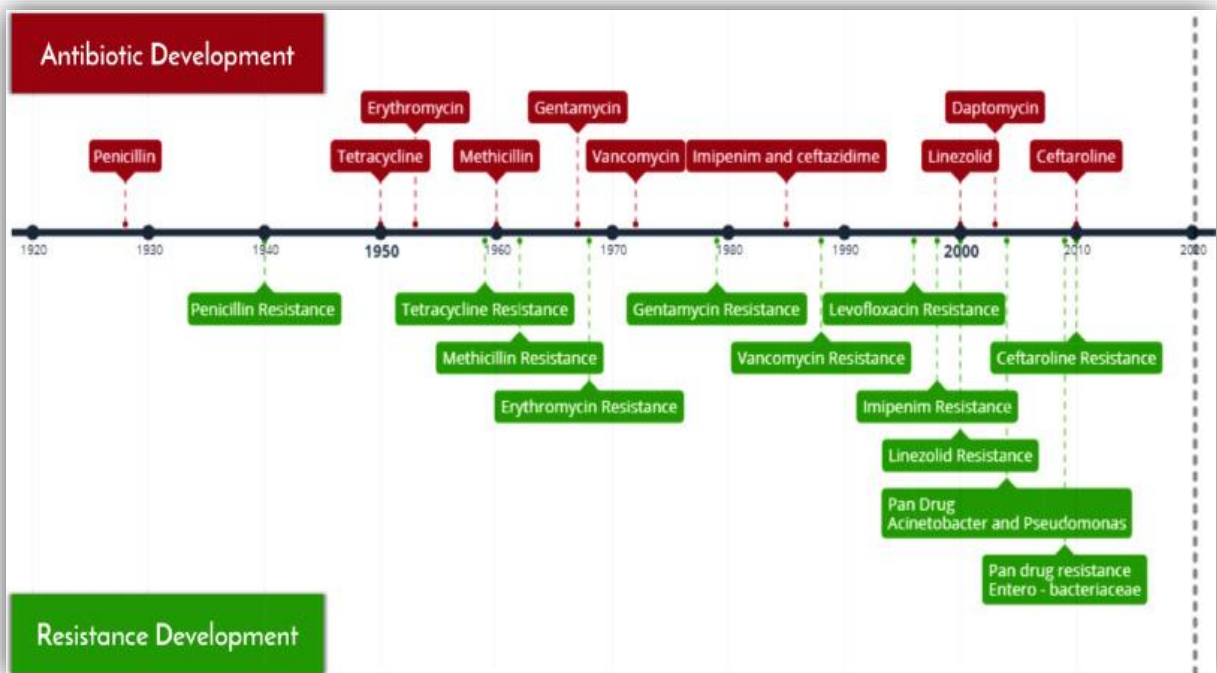 Antibiotic Development
Erythromycin
Gentamycin
Daptomycin
Penicillin
Tetracycline
Methicillin
Vancomycin
Imipenim and ceftazidime
Linezolid
Ceftaroline
1920
1930
1940
1950
1960
1970
1980
1990
2000
2010
Penicillin Resistance
Tetracycline Resistance
Gentamycin Resistance
Levofloxacin Resistance
Methicillin Resistance
Vancomycin Resistance
Ceftaroline Resistance
Erythromycin Resistance
Imipenim Resistance
Linezolid Resistance
Pan Drug
Acinetobacter and Pseudomonas
Pan drug resistance
Entero - bacteriaceae
Resistance Development